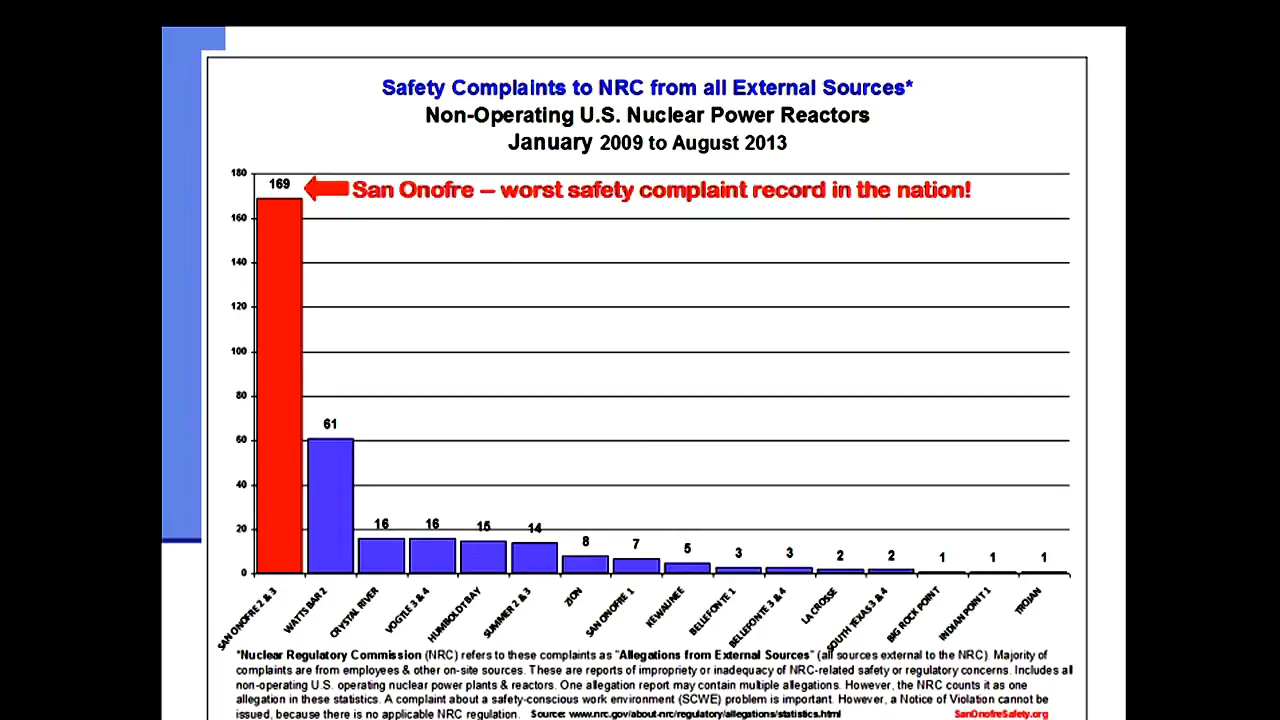 Safety Complaints to NRC from all External Sources*
Non-Operating U.S. Nuclear Power Reactors
January 2009 to August 2013
180
169
San Onofre – worst safety complaint record in the nation!
160
140
120
100
80
61
60
40
20
16
16
15
14
8
7
5
3
3
2
2
1
1
1
0
SAN ONOFRE 2 & 3
WATTS BAR 2
CRYSTAL RIVER
VOGTLE 3 & 4
HUMBOLDT BAY
SUMMER 2 & 3
ZION
SAN ONOFRE 1
KEWAUNEE
BELLEFONTE 1
BELLEFONTE 3 & 4
LA CROSSE
SOUTH TEXAS 3 & 4
BIG ROCK POINT
INDIAN POINT 1
TROJAN
*Nuclear Regulatory Commission (NRC) refers to these complaints as "Allegations from External Sources" (all sources external to the NRC). Majority of
complaints are from employees & other on-site sources. These are reports of impropriety or inadequacy of NRC-related safety or regulatory concerns. Includes all
non-operating U.S. operating nuclear power plants & reactors. One allegation report may contain multiple allegations. However, the NRC counts it as one
allegation in these statistics. A complaint about a safety-conscious work environment (SCWE) problem is important. However, a Notice of Violation cannot be
issued, because there is no applicable NRC regulation. Source: www.nrc.gov/about-nrc/regulatory/allegations/statistics.html SanOnofreSafety.org